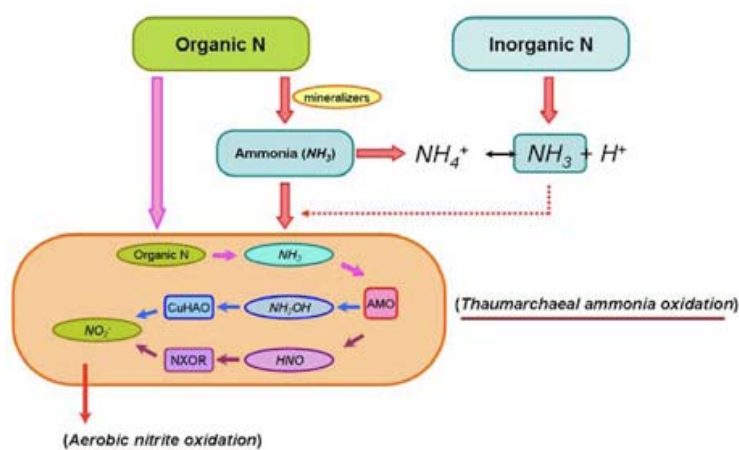 Organic N
Inorganic N
mineralizers
Ammonia (NH₃)
NH₄⁺
NH₃ + H⁺
Organic N
NH₃
CuHAO
NH₂OH
AMO
(Thaumarchaeal ammonia oxidation)
NO₂⁻
NXOR
HNO
(Aerobic nitrite oxidation)